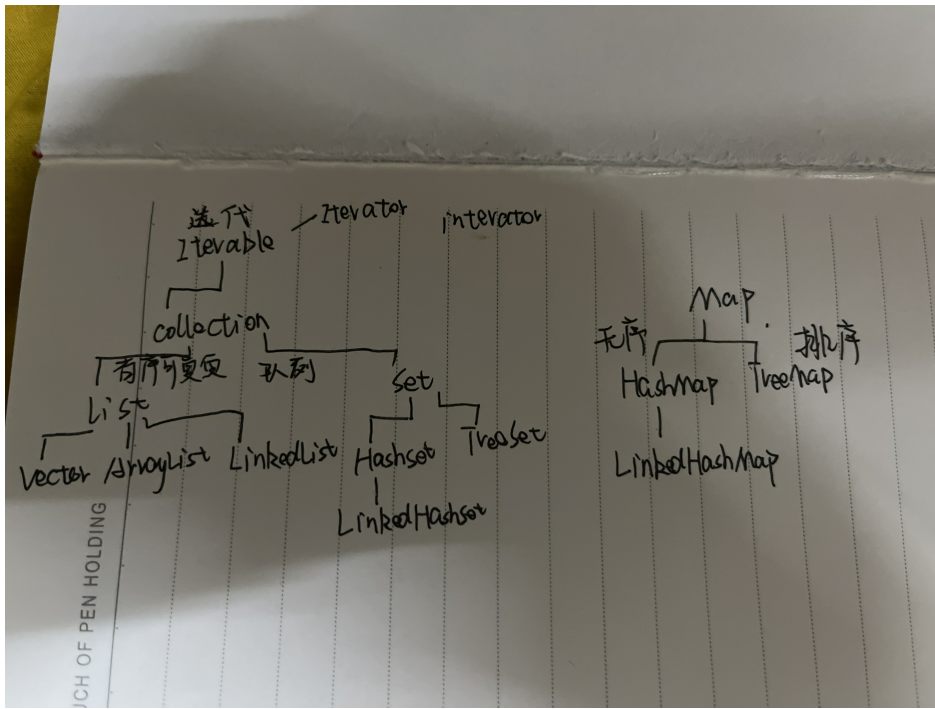 迭代 Iterator interator
Iterable
Map
collection
无序 排序
有序可重复 队列
HashMap TreeMap
Set
List
TreeSet
Vector ArrayList LinkedList Hashset
LinkedHashMap
LinkedHashset
UCH OF PEN HOLDING